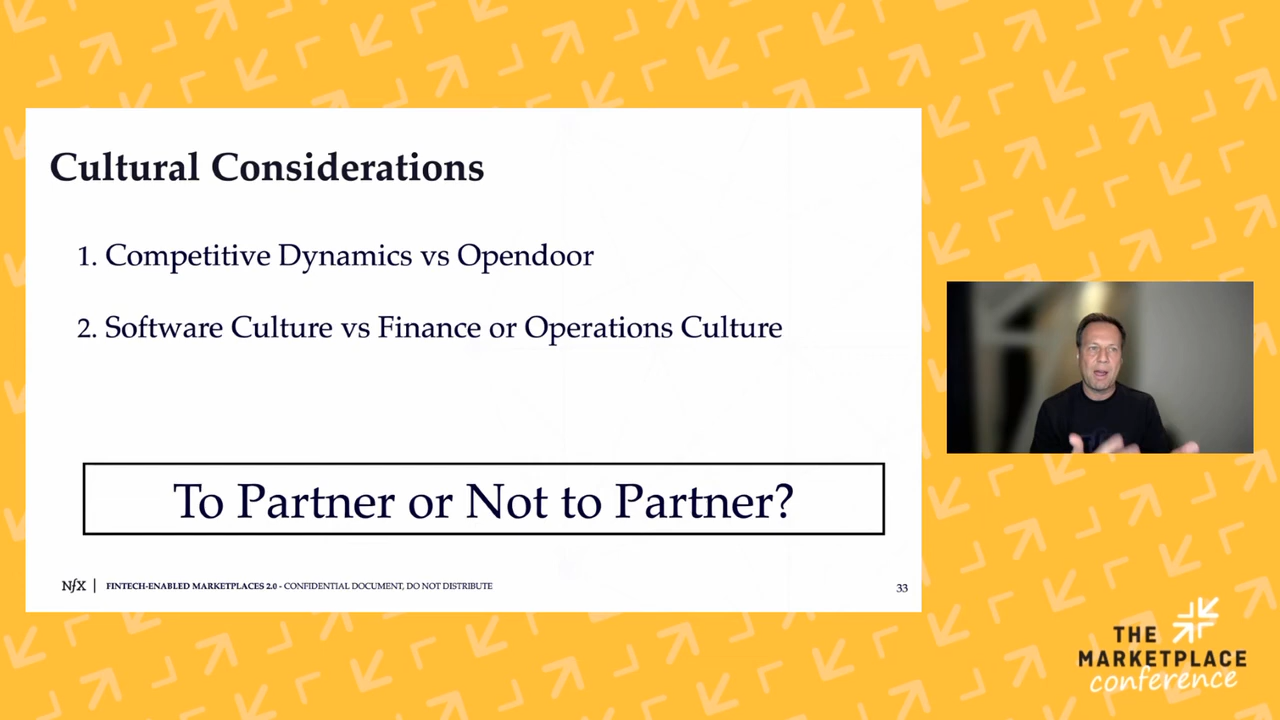 Cultural Considerations
1. Competitive Dynamics vs Opendoor
2. Software Culture vs Finance or Operations Culture
To Partner or Not to Partner?
NfX | FINTECH-ENABLED MARKETPLACES 2.0 - CONFIDENTIAL DOCUMENT, DO NOT DISTRIBUTE
33
THE
MARKETPLACE
conference